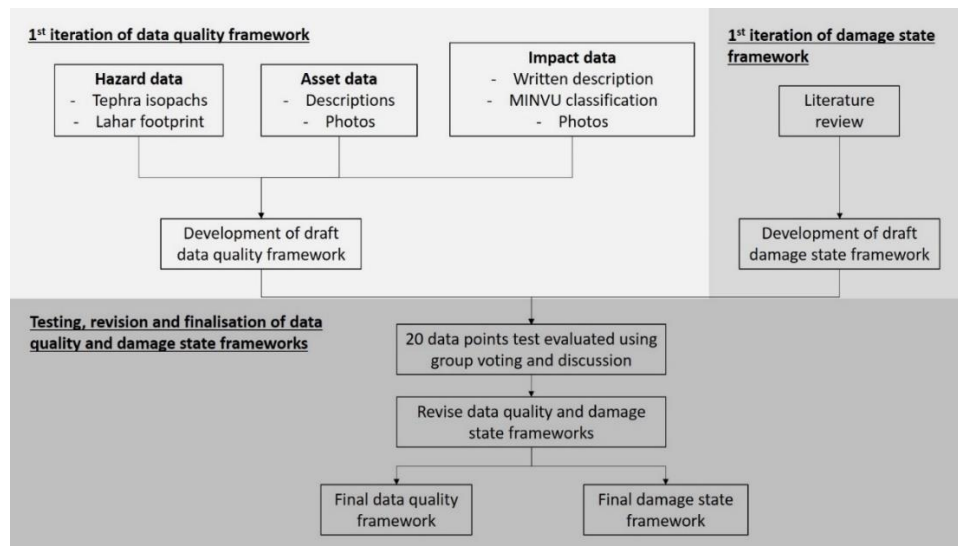 1st iteration of data quality framework
Hazard data
- Tephra isopachs
- Lahar footprint
Asset data
- Descriptions
- Photos
Impact data
- Written description
- MINVU classification
- Photos
Development of draft
data quality framework
1st iteration of damage state
framework
Literature
review
Development of draft
damage state framework
Testing, revision and finalisation of data
quality and damage state frameworks
20 data points test evaluated using
group voting and discussion
Revise data quality and damage
state frameworks
Final data quality
framework
Final damage state
framework